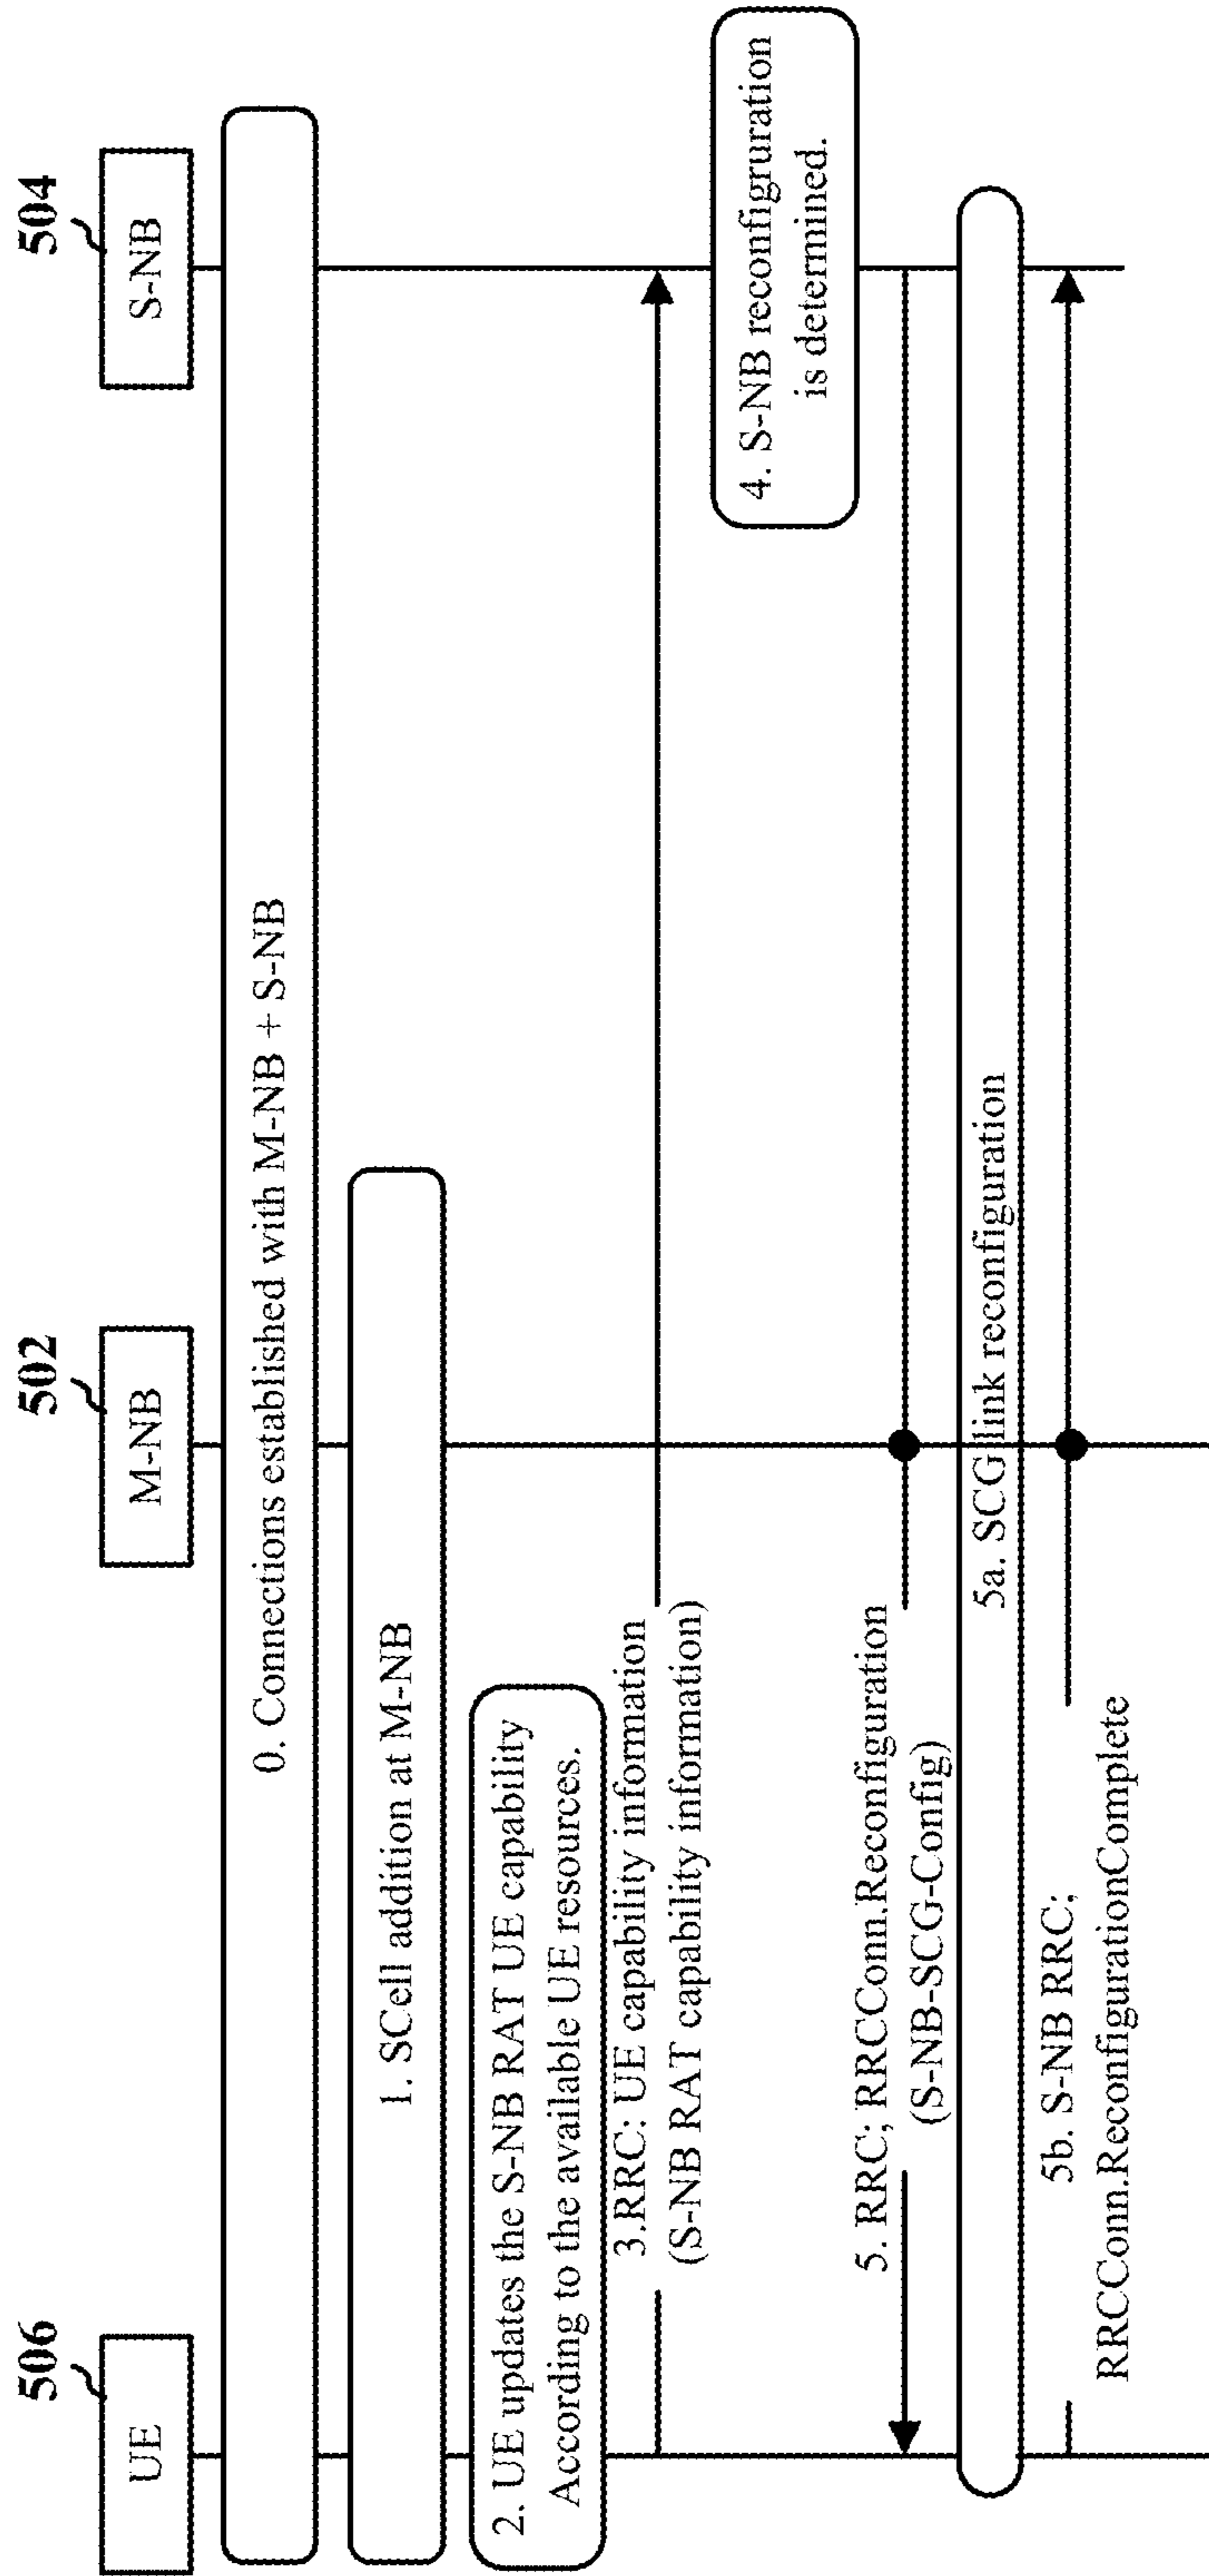 506
502
504
UE
M-NB
S-NB
0. Connections established with M-NB + S-NB
1. SCell addition at M-NB
2. UE updates the S-NB RAT UE capability
According to the available UE resources.
3.RRC: UE capability information
(S-NB RAT capability information)
4. S-NB reconfigruration
is determined.
5. RRC; RRCConn.Reconfiguration
(S-NB-SCG-Config)
5a. SCG link reconfiguration
5b. S-NB RRC;
RRCConn.ReconfigurationComplete